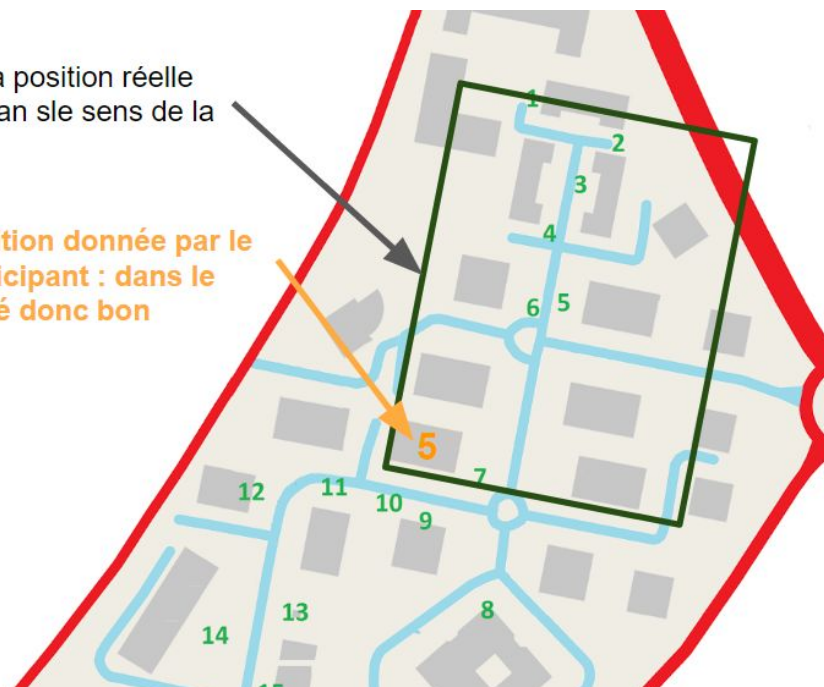 a position réelle
an sle sens de la
tion donnée par le
icipant : dans le
é donc bon
1
2
3
4
6 5
5
7
12 11
10
9
13
8
14